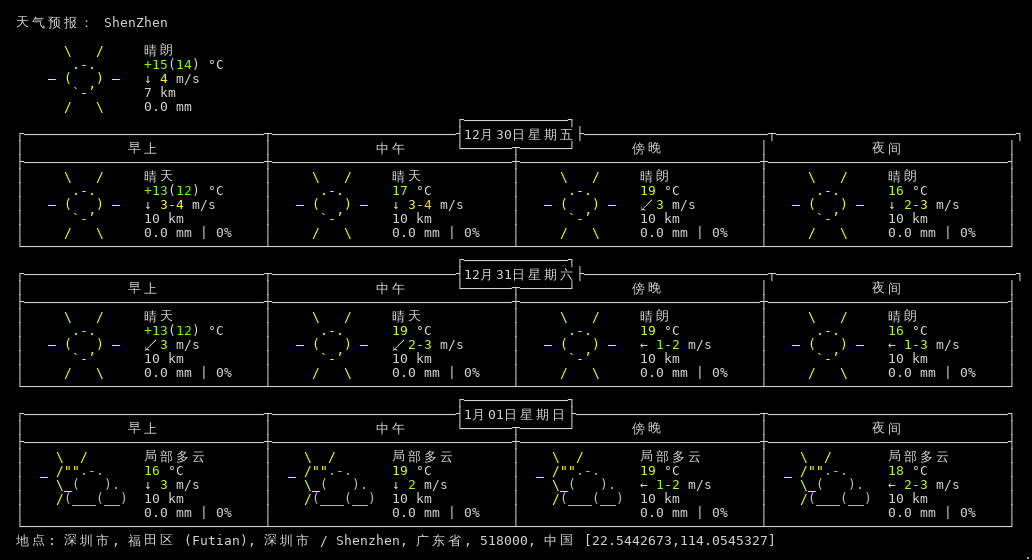 天气预报： ShenZhen
晴朗
+15(14) °C
↓ 4 m/s
7 km
0.0 mm
12月30日星期五
早上 中午 傍晚 夜间
晴天 晴天 晴朗 晴朗
+13(12) °C 17 °C 19 °C 16 °C
↓ 3-4 m/s ↓ 3-4 m/s ↙ 3 m/s ↓ 2-3 m/s
10 km 10 km 10 km 10 km
0.0 mm | 0% 0.0 mm | 0% 0.0 mm | 0% 0.0 mm | 0%
12月31日星期六
早上 中午 傍晚 夜间
晴天 晴天 晴朗 晴朗
+13(12) °C 19 °C 19 °C 16 °C
↙ 3 m/s ↙ 2-3 m/s ← 1-2 m/s ← 1-3 m/s
10 km 10 km 10 km 10 km
0.0 mm | 0% 0.0 mm | 0% 0.0 mm | 0% 0.0 mm | 0%
1月01日星期日
早上 中午 傍晚 夜间
局部多云 局部多云 局部多云 局部多云
16 °C 19 °C 19 °C 18 °C
↓ 3 m/s ↓ 2 m/s ← 1-2 m/s ← 2-3 m/s
10 km 10 km 10 km 10 km
0.0 mm | 0% 0.0 mm | 0% 0.0 mm | 0% 0.0 mm | 0%
地点: 深圳市, 福田区 (Futian), 深圳市 / Shenzhen, 广东省, 518000, 中国 [22.5442673,114.0545327]